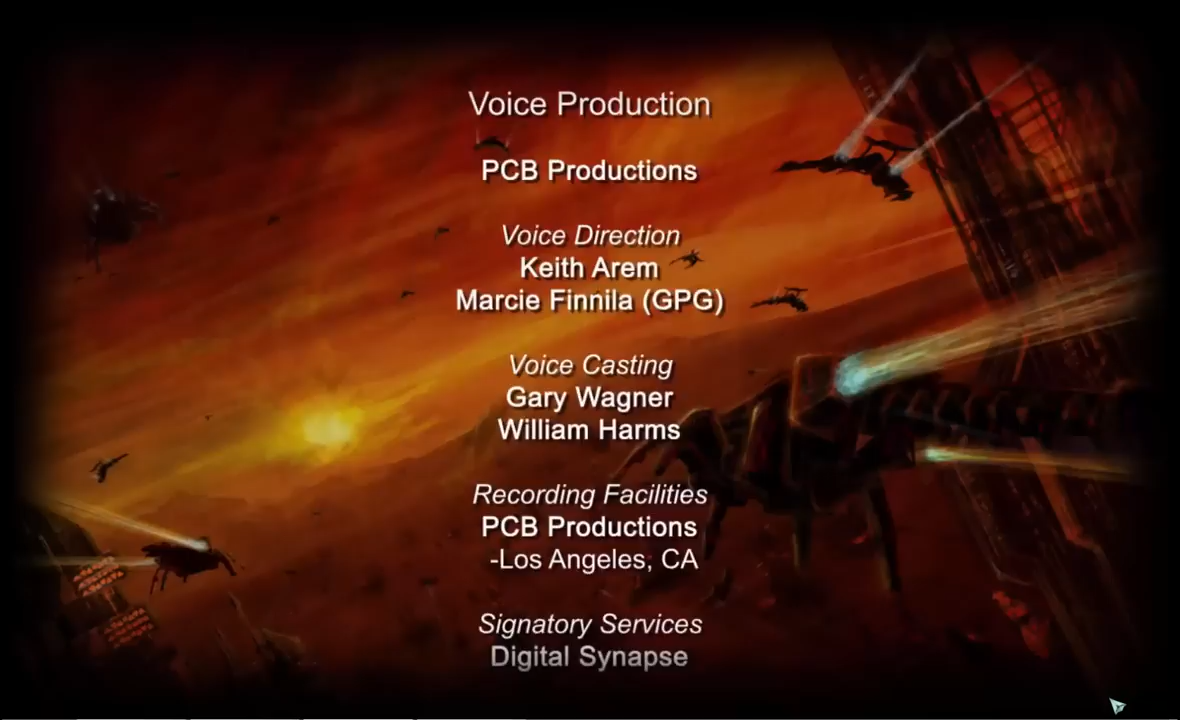 Voice Production
PCB Productions
Voice Direction
Keith Arem
Marcie Finnila (GPG)
Voice Casting
Gary Wagner
William Harms
Recording Facilities
PCB Productions
-Los Angeles, CA
Signatory Services
Digital Synapse